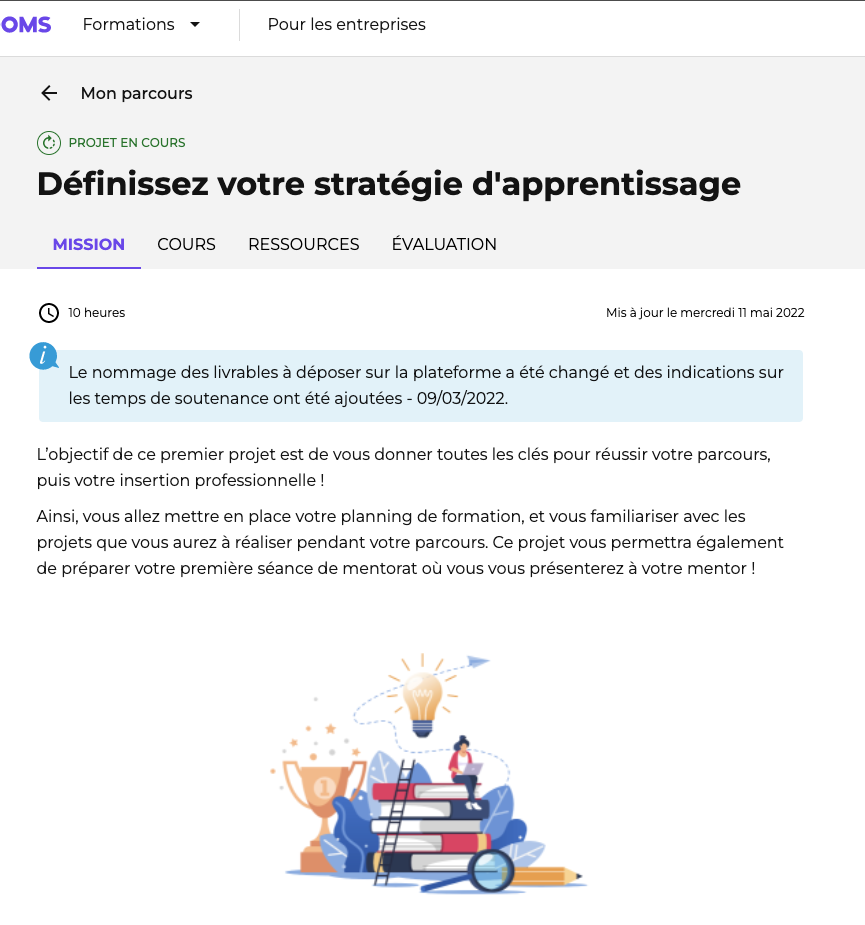 OMS Formations Pour les entreprises
Mon parcours
PROJET EN COURS
Définissez votre stratégie d'apprentissage
MISSION COURS RESSOURCES ÉVALUATION
10 heures Mis à jour le mercredi 11 mai 2022
i
Le nommage des livrables à déposer sur la plateforme a été changé et des indications sur
les temps de soutenance ont été ajoutées - 09/03/2022.
L’objectif de ce premier projet est de vous donner toutes les clés pour réussir votre parcours,
puis votre insertion professionnelle !
Ainsi, vous allez mettre en place votre planning de formation, et vous familiariser avec les
projets que vous aurez à réaliser pendant votre parcours. Ce projet vous permettra également
de préparer votre première séance de mentorat où vous vous présenterez à votre mentor !
1